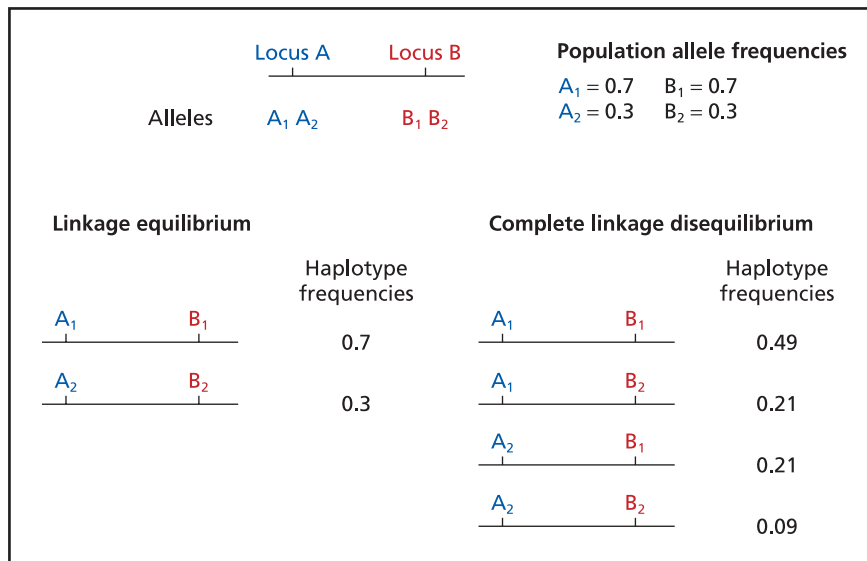 Locus A Locus B Population allele frequencies
A₁ = 0.7 B₁ = 0.7
Alleles A₁ A₂ B₁ B₂ A₂ = 0.3 B₂ = 0.3
Linkage equilibrium
Haplotype
frequencies
A₁ B₁ 0.7
A₂ B₂ 0.3
Complete linkage disequilibrium
Haplotype
frequencies
A₁ B₁ 0.49
A₁ B₂ 0.21
A₂ B₁ 0.21
A₂ B₂ 0.09